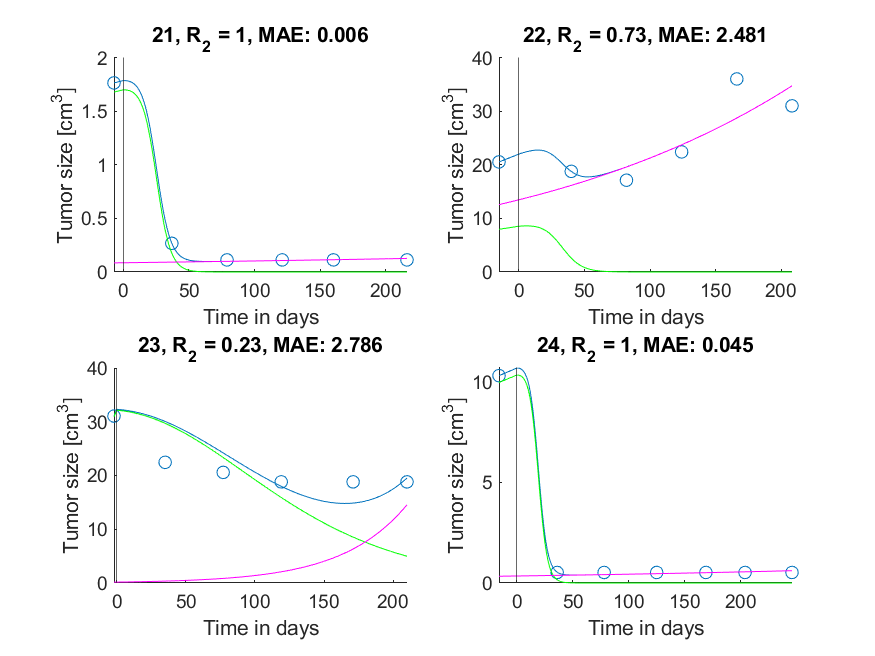 21, R₂ = 1, MAE: 0.006
Tumor size [cm³]
2
1.5
1
0.5
0
0 50 100 150 200
Time in days
22, R₂ = 0.73, MAE: 2.481
Tumor size [cm³]
40
30
20
10
0
0 50 100 150 200
Time in days
23, R₂ = 0.23, MAE: 2.786
Tumor size [cm³]
40
30
20
10
0
0 50 100 150 200
Time in days
24, R₂ = 1, MAE: 0.045
Tumor size [cm³]
10
5
0
0 50 100 150 200
Time in days